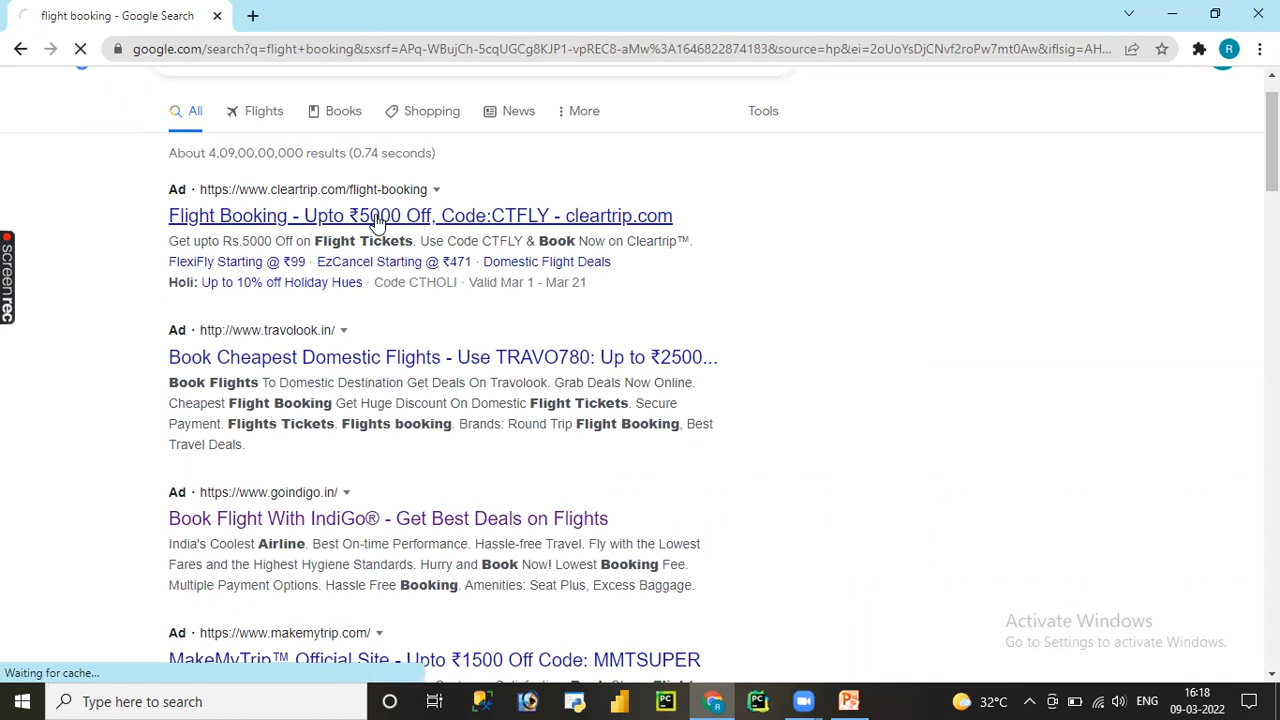 flight booking - Google Search
google.com/search?q=flight+booking&sxsrf=APq-WBujCh-5cqUGCg8KJP1-vpREC8-aMw%3A1646822874183&source=hp&ei=2oUoYsDjCNvf2roPw7mt0Aw&iflsig=AH...
R
All
Flights
Books
Shopping
News
More
Tools
About 4,09,00,00,000 results (0.74 seconds)
Ad · https://www.cleartrip.com/flight-booking
Flight Booking - Upto ₹5000 Off, Code:CTFLY - cleartrip.com
Get upto Rs.5000 Off on Flight Tickets. Use Code CTFLY & Book Now on Cleartrip™.
FlexiFly Starting @ ₹99 · EzCancel Starting @ ₹471 · Domestic Flight Deals
Holi: Up to 10% off Holiday Hues · Code CTHOLI · Valid Mar 1 - Mar 21
Ad · http://www.travolook.in/
Book Cheapest Domestic Flights - Use TRAVO780: Up to ₹2500...
Book Flights To Domestic Destination Get Deals On Travolook. Grab Deals Now Online.
Cheapest Flight Booking Get Huge Discount On Domestic Flight Tickets. Secure
Payment. Flights Tickets. Flights booking. Brands: Round Trip Flight Booking, Best
Travel Deals.
Ad · https://www.goindigo.in/
Book Flight With IndiGo® - Get Best Deals on Flights
India's Coolest Airline. Best On-time Performance. Hassle-free Travel. Fly with the Lowest
Fares and the Highest Hygiene Standards. Hurry and Book Now! Lowest Booking Fee.
Multiple Payment Options. Hassle Free Booking. Amenities: Seat Plus, Excess Baggage.
Ad · https://www.makemytrip.com/
MakeMyTrip™ Official Site - Upto ₹1500 Off Code: MMTSUPER
screenrec
Activate Windows
Go to Settings to activate Windows.
Waiting for cache...
Type here to search
32°C
ENG
16:18
09-03-2022